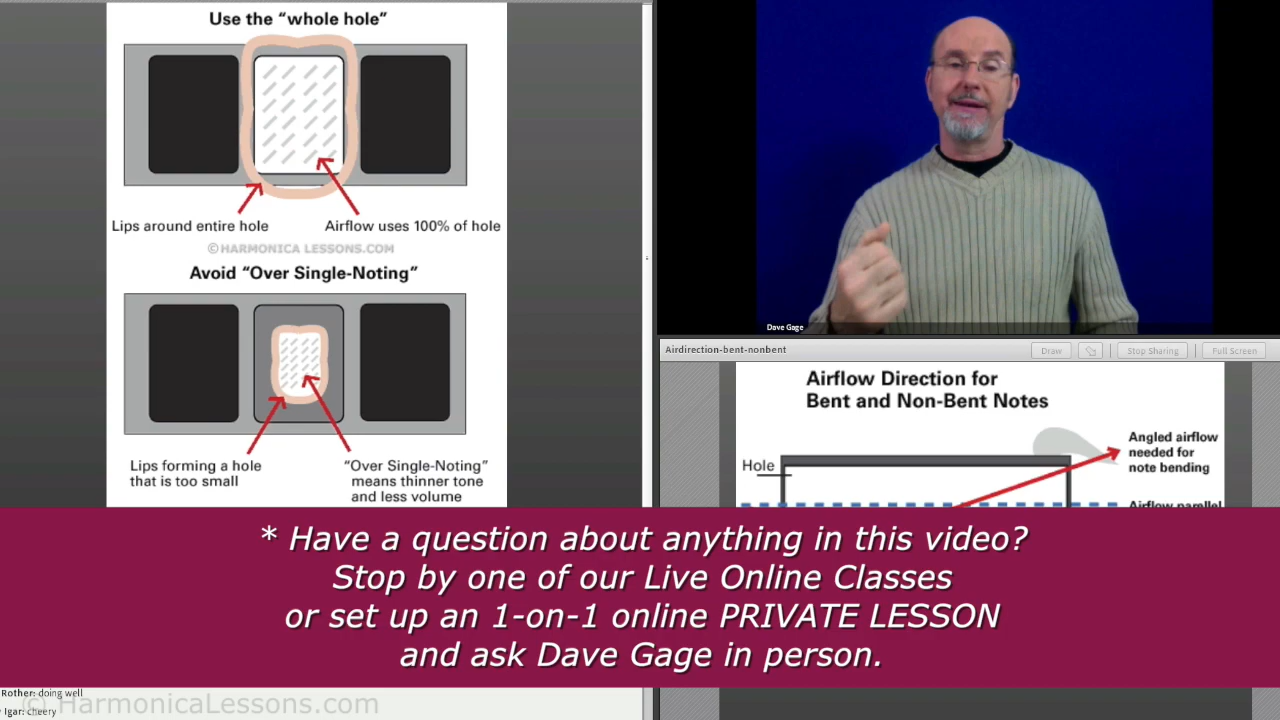 Use the “whole hole”
Lips around entire hole
Airflow uses 100% of hole
©HARMONICA LESSONS.COM
Avoid “Over Single-Noting”
Lips forming a hole
that is too small
“Over Single-Noting”
means thinner tone
and less volume
Dave Gage
Airdirection-bent-nonbent
Draw
Stop Sharing
Full Screen
Airflow Direction for
Bent and Non-Bent Notes
Hole
Angled airflow
needed for
note bending
Airflow parallel
* Have a question about anything in this video?
Stop by one of our Live Online Classes
or set up an 1-on-1 online PRIVATE LESSON
and ask Dave Gage in person.
Rother: doing well
Igar: cheery
© HarmonicaLessons.com